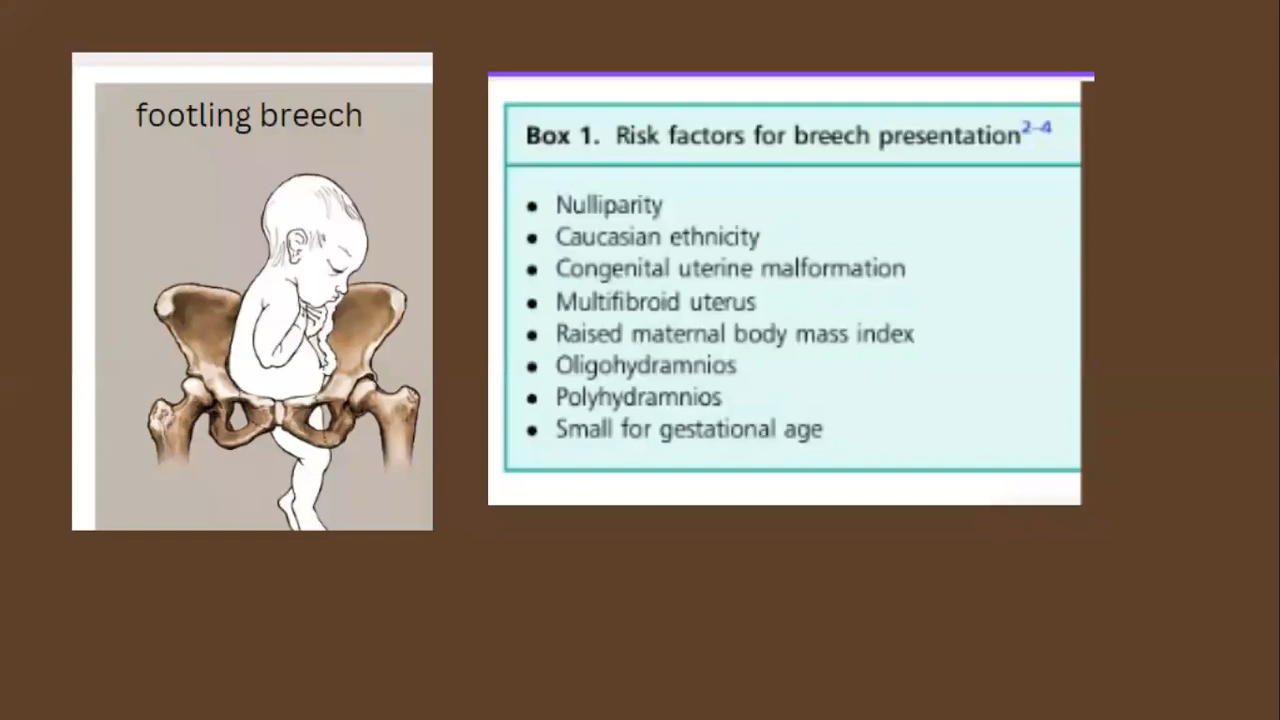 footling breech
Box 1. Risk factors for breech presentation2–4
• Nulliparity
• Caucasian ethnicity
• Congenital uterine malformation
• Multifibroid uterus
• Raised maternal body mass index
• Oligohydramnios
• Polyhydramnios
• Small for gestational age